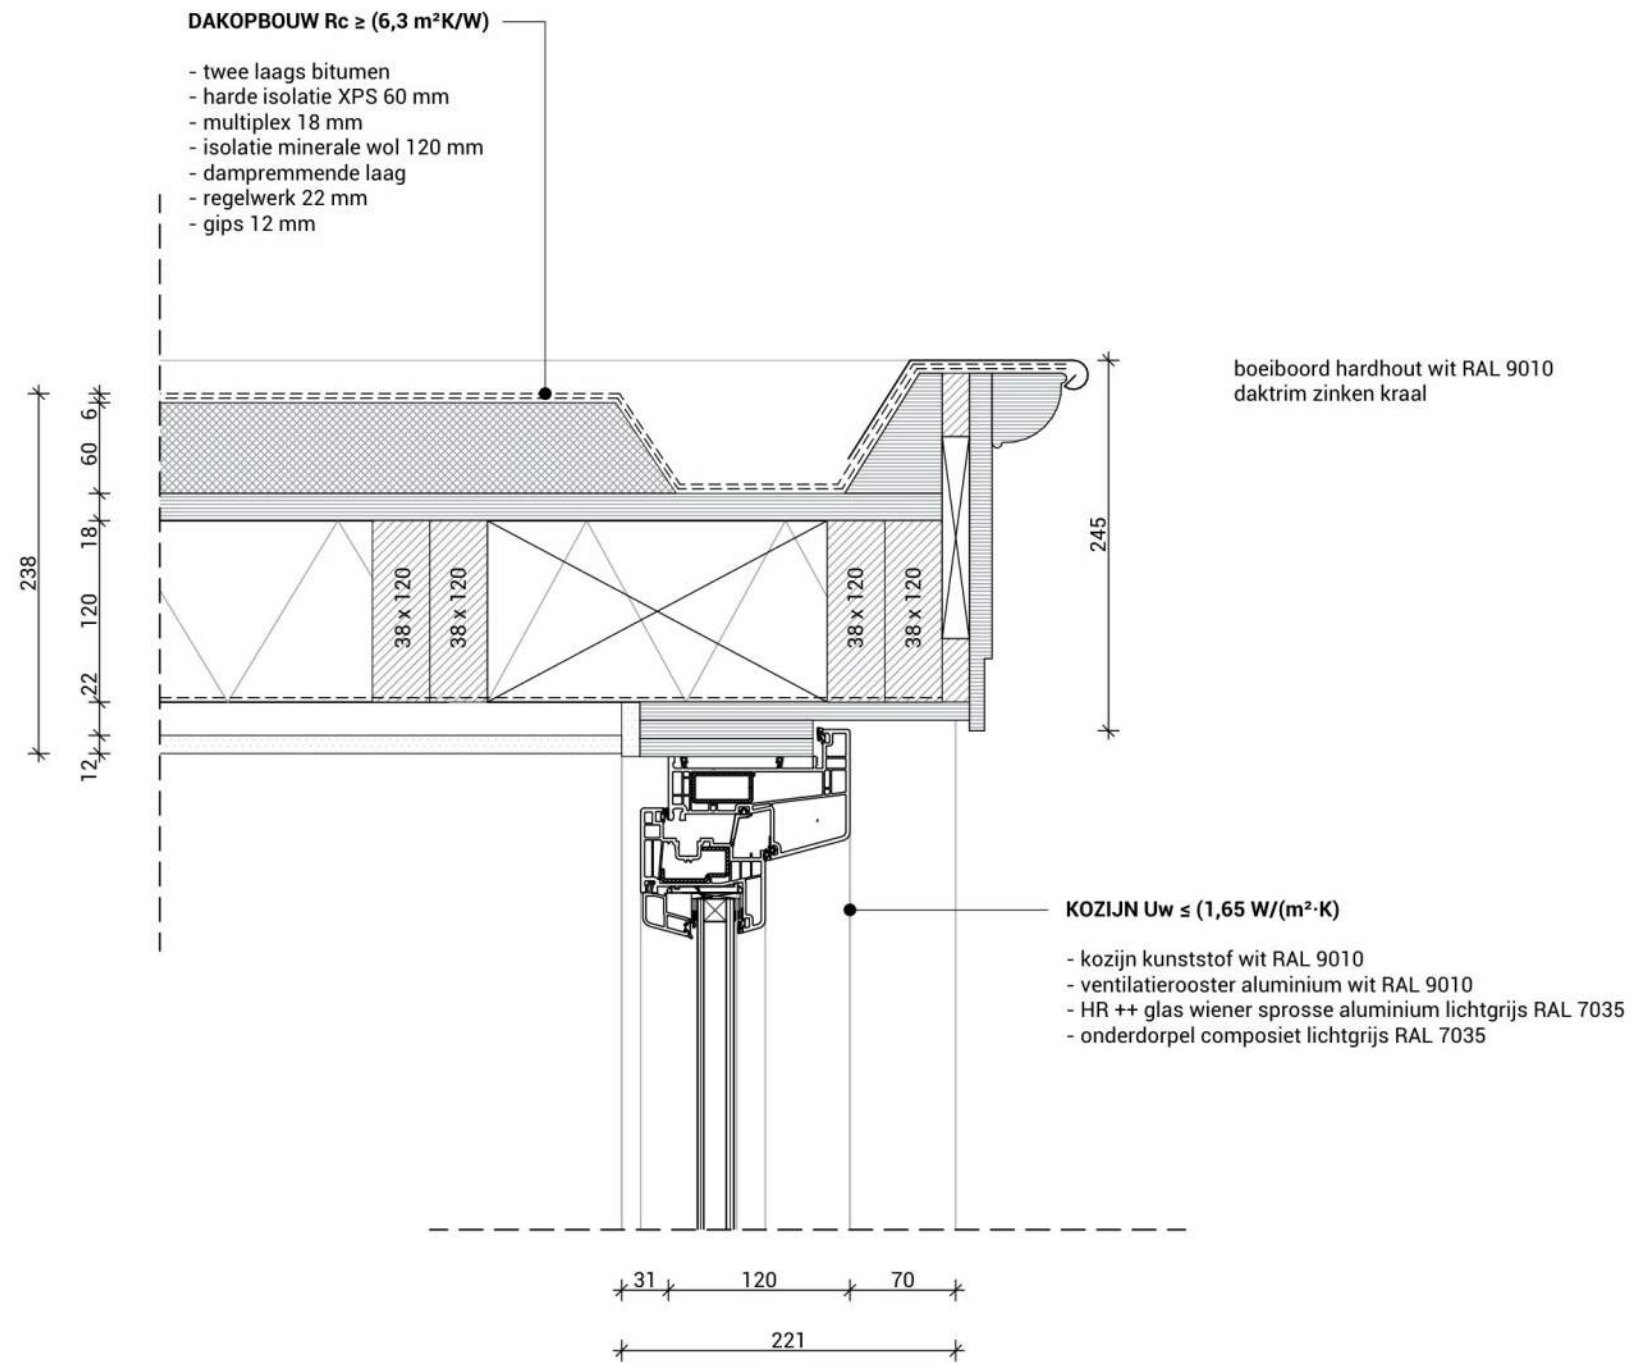 DAKOPBOUW Rc ≥ (6,3 m²K/W)
- twee laags bitumen
- harde isolatie XPS 60 mm
- multiplex 18 mm
- isolatie minerale wol 120 mm
- dampremmende laag
- regelwerk 22 mm
- gips 12 mm
boeiboord hardhout wit RAL 9010
daktrim zinken kraal
238
6
60
18
120
22
12
38 x 120
38 x 120
38 x 120
38 x 120
245
KOZIJN Uw ≤ (1,65 W/(m²·K)
- kozijn kunststof wit RAL 9010
- ventilatierooster aluminium wit RAL 9010
- HR ++ glas wiener sprosse aluminium lichtgrijs RAL 7035
- onderdorpel composiet lichtgrijs RAL 7035
31 120 70
221